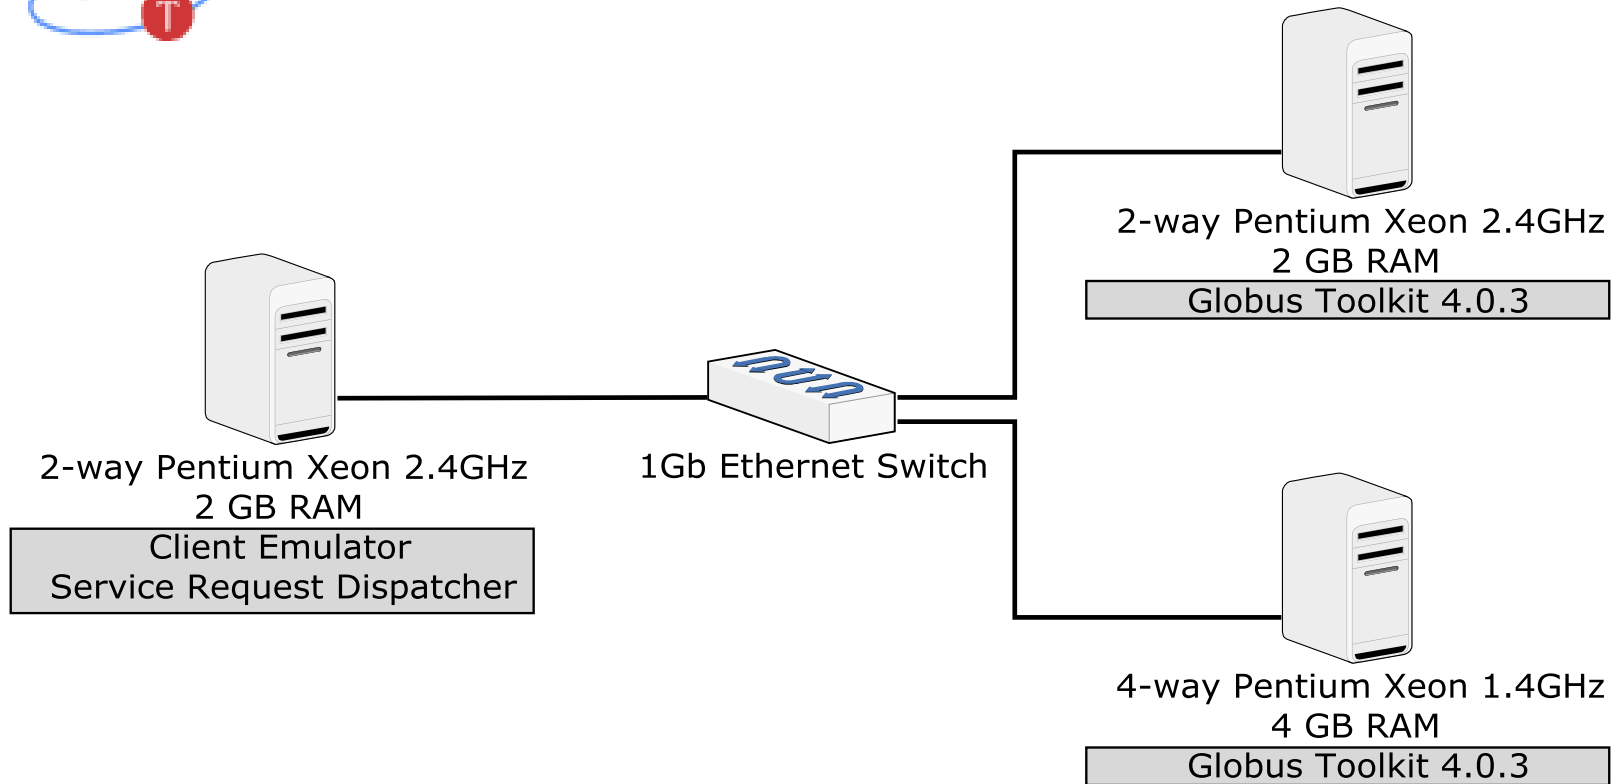 T
2-way Pentium Xeon 2.4GHz
2 GB RAM
Globus Toolkit 4.0.3
2-way Pentium Xeon 2.4GHz
2 GB RAM
Client Emulator
Service Request Dispatcher
1Gb Ethernet Switch
4-way Pentium Xeon 1.4GHz
4 GB RAM
Globus Toolkit 4.0.3